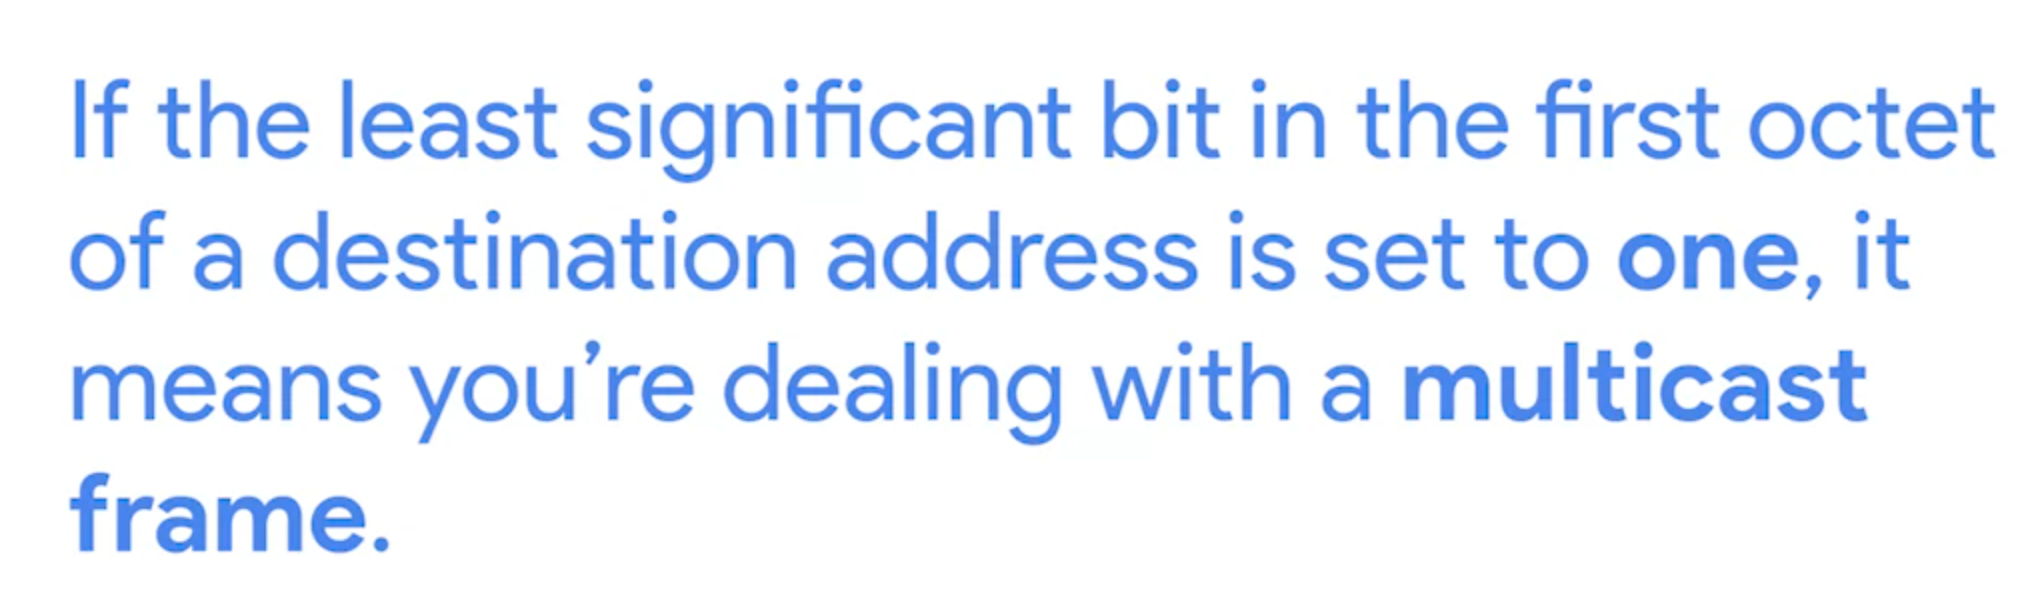 If the least significant bit in the first octet
of a destination address is set to one, it
means you’re dealing with a multicast
frame.